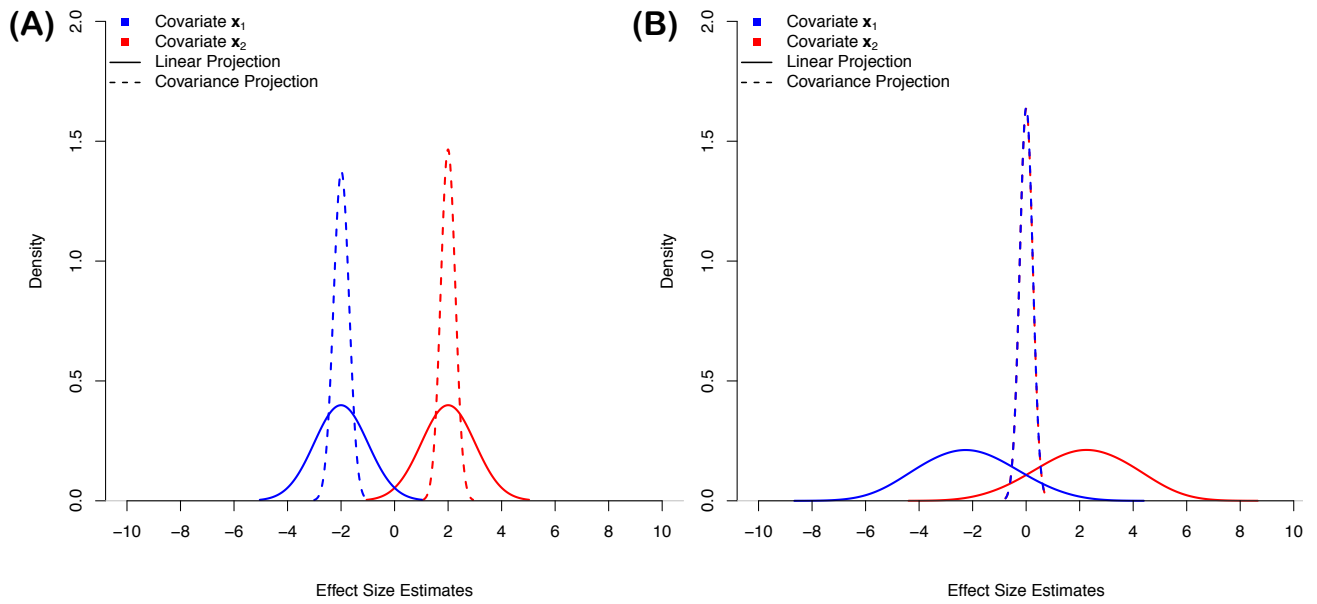 (A)
Covariate x₁
Covariate x₂
Linear Projection
Covariance Projection
2.0
1.5
1.0
0.5
0.0
Density
−10 −8 −6 −4 −2 0 2 4 6 8 10
Effect Size Estimates
(B)
Covariate x₁
Covariate x₂
Linear Projection
Covariance Projection
2.0
1.5
1.0
0.5
0.0
Density
−10 −8 −6 −4 −2 0 2 4 6 8 10
Effect Size Estimates